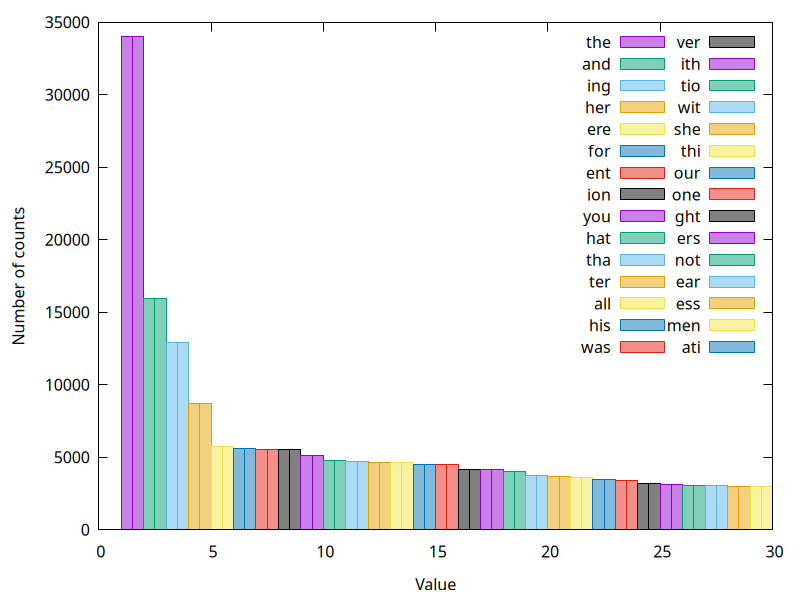 35000
30000
25000
20000
15000
10000
5000
0
Number of counts
the ver
and ith
ing tio
her wit
ere she
for thi
ent our
ion one
you ght
hat ers
tha not
ter ear
all ess
his men
was ati
0 5 10 15 20 25 30
Value